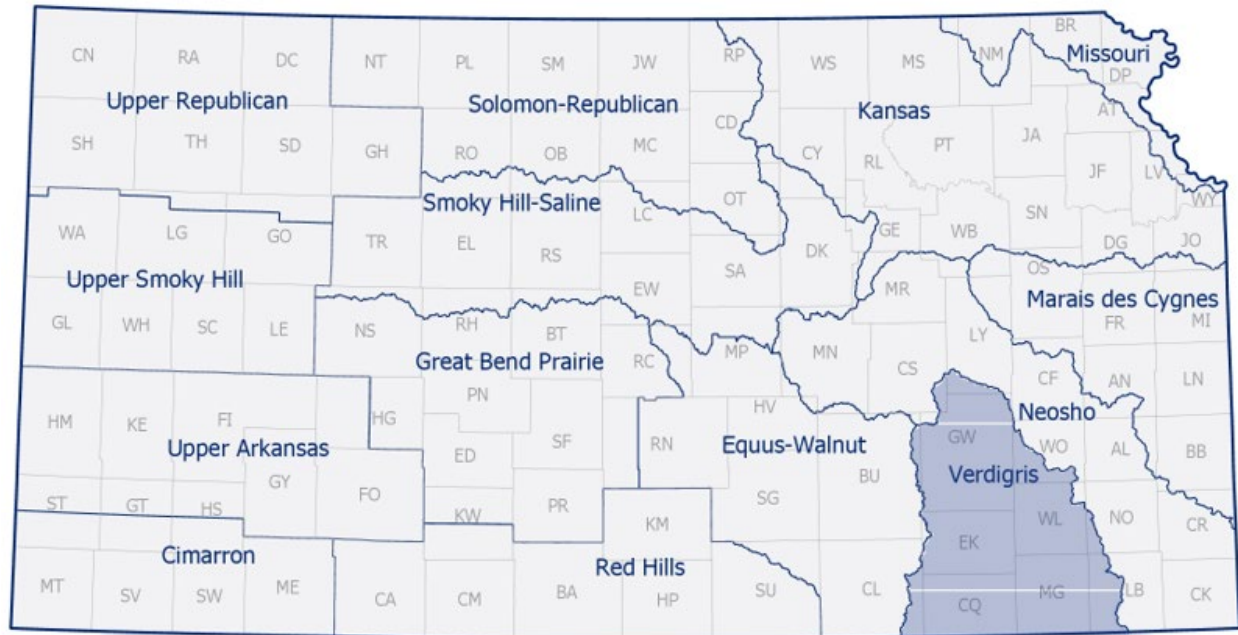 CN
RA
DC
NT
PL
SM
JW
RP
WS
MS
NM
BR
Missouri
DP
Upper Republican
Solomon-Republican
Kansas
AT
SH
TH
SD
GH
RO
OB
MC
CD
CY
RL
PT
JA
JF
LV
WY
Smoky Hill-Saline
WA
LG
GO
TR
EL
RS
LC
OT
DK
GE
WB
SN
DG
JO
SA
OS
Upper Smoky Hill
EW
MR
Marais des Cygnes
GL
WH
SC
LE
NS
RH
BT
RC
MP
MN
CS
LY
FR
MI
Great Bend Prairie
PN
CF
AN
LN
HM
KE
FI
HG
HV
Neosho
Upper Arkansas
ED
SF
RN
Equus-Walnut
GW
WO
AL
BB
GY
FO
SG
BU
Verdigris
ST
GT
HS
KW
PR
KM
WL
NO
CR
Cimarron
EK
Red Hills
MT
SV
SW
ME
CA
CM
BA
HP
SU
CL
CQ
MG
LB
CK